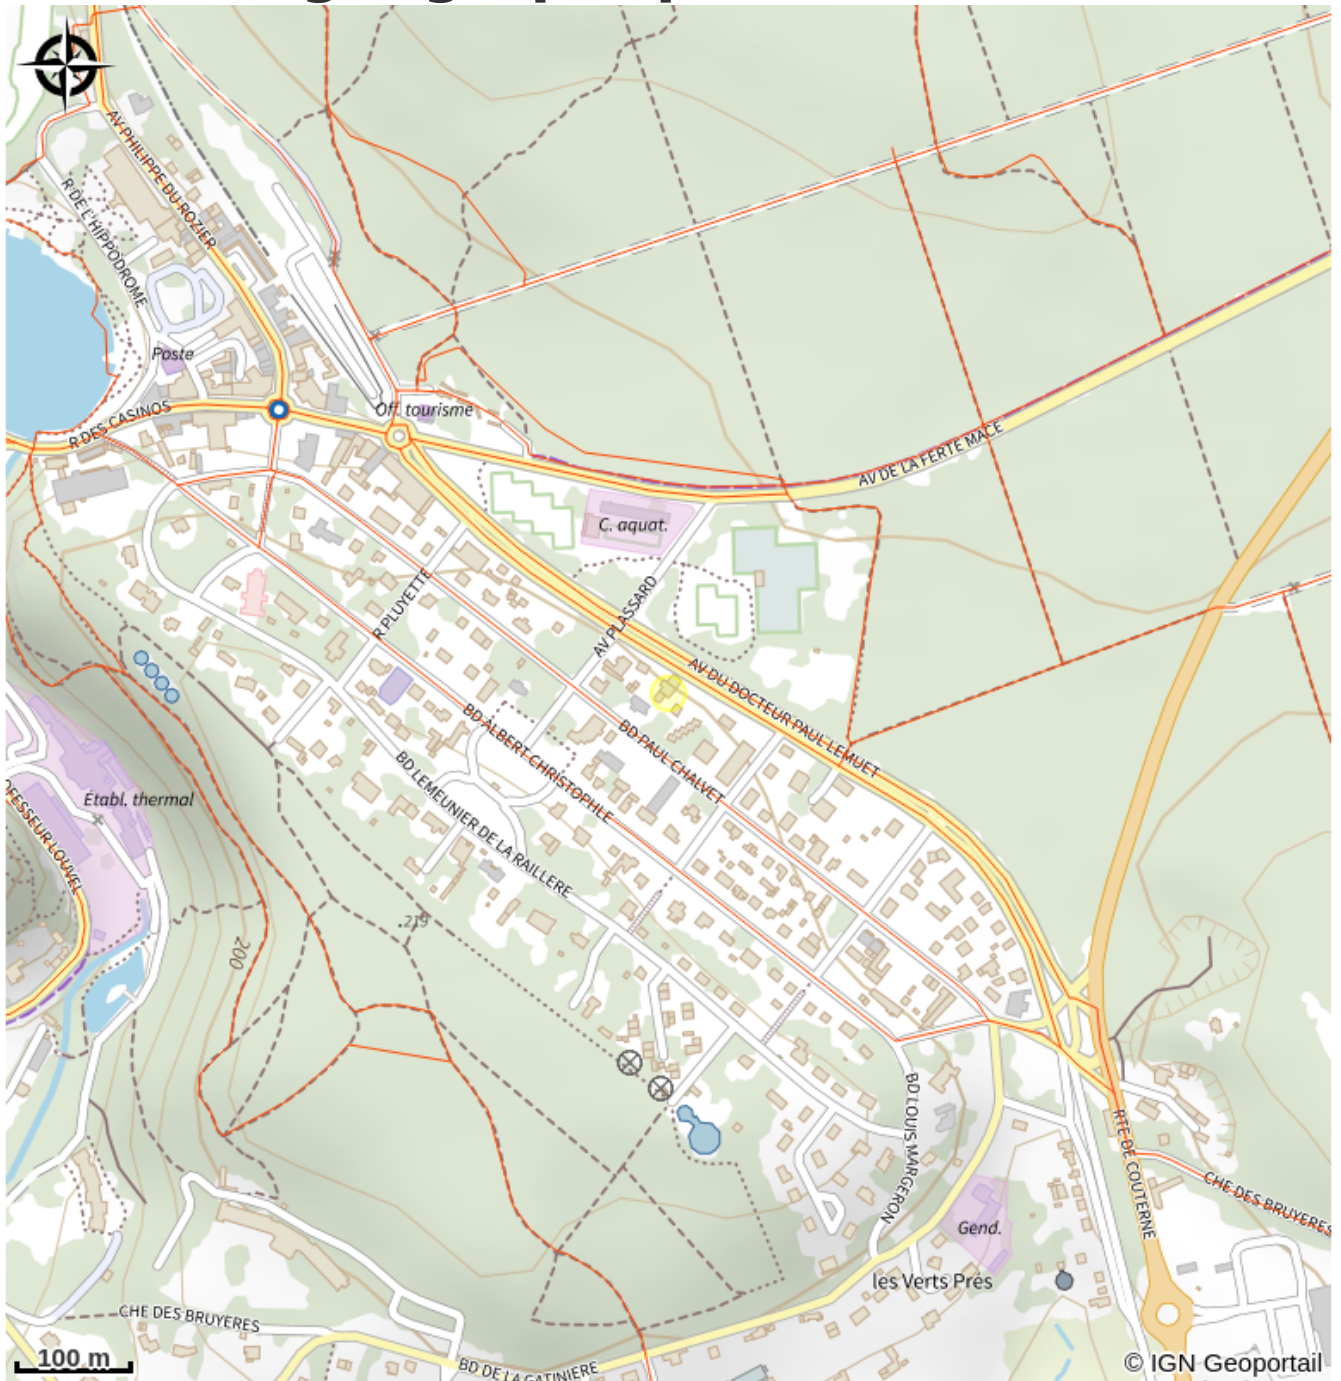 AV PHILIPPE DU ROZIER
R DE L'HIPPODROME
Poste
R DES CASINOS
Off. tourisme
AV DE LA FERTE MACE
C. aquat.
R PLUYETTE
AV PLASSARD
AV DU DOCTEUR PAUL LEMUET
BD ALBERT CHRISTOPHLE
BD PAUL CHALVET
BD LEMEUNIER DE LA RAILLERE
Établ. thermal
LOUVEL
.219
200
BD LOUIS MARGERON
RTE DE COUTERNE
CHE DES BRUYERES
Gend.
les Verts Prés
CHE DES BRUYERES
BD DE LA GATINIERE
100 m
© IGN Geoportail